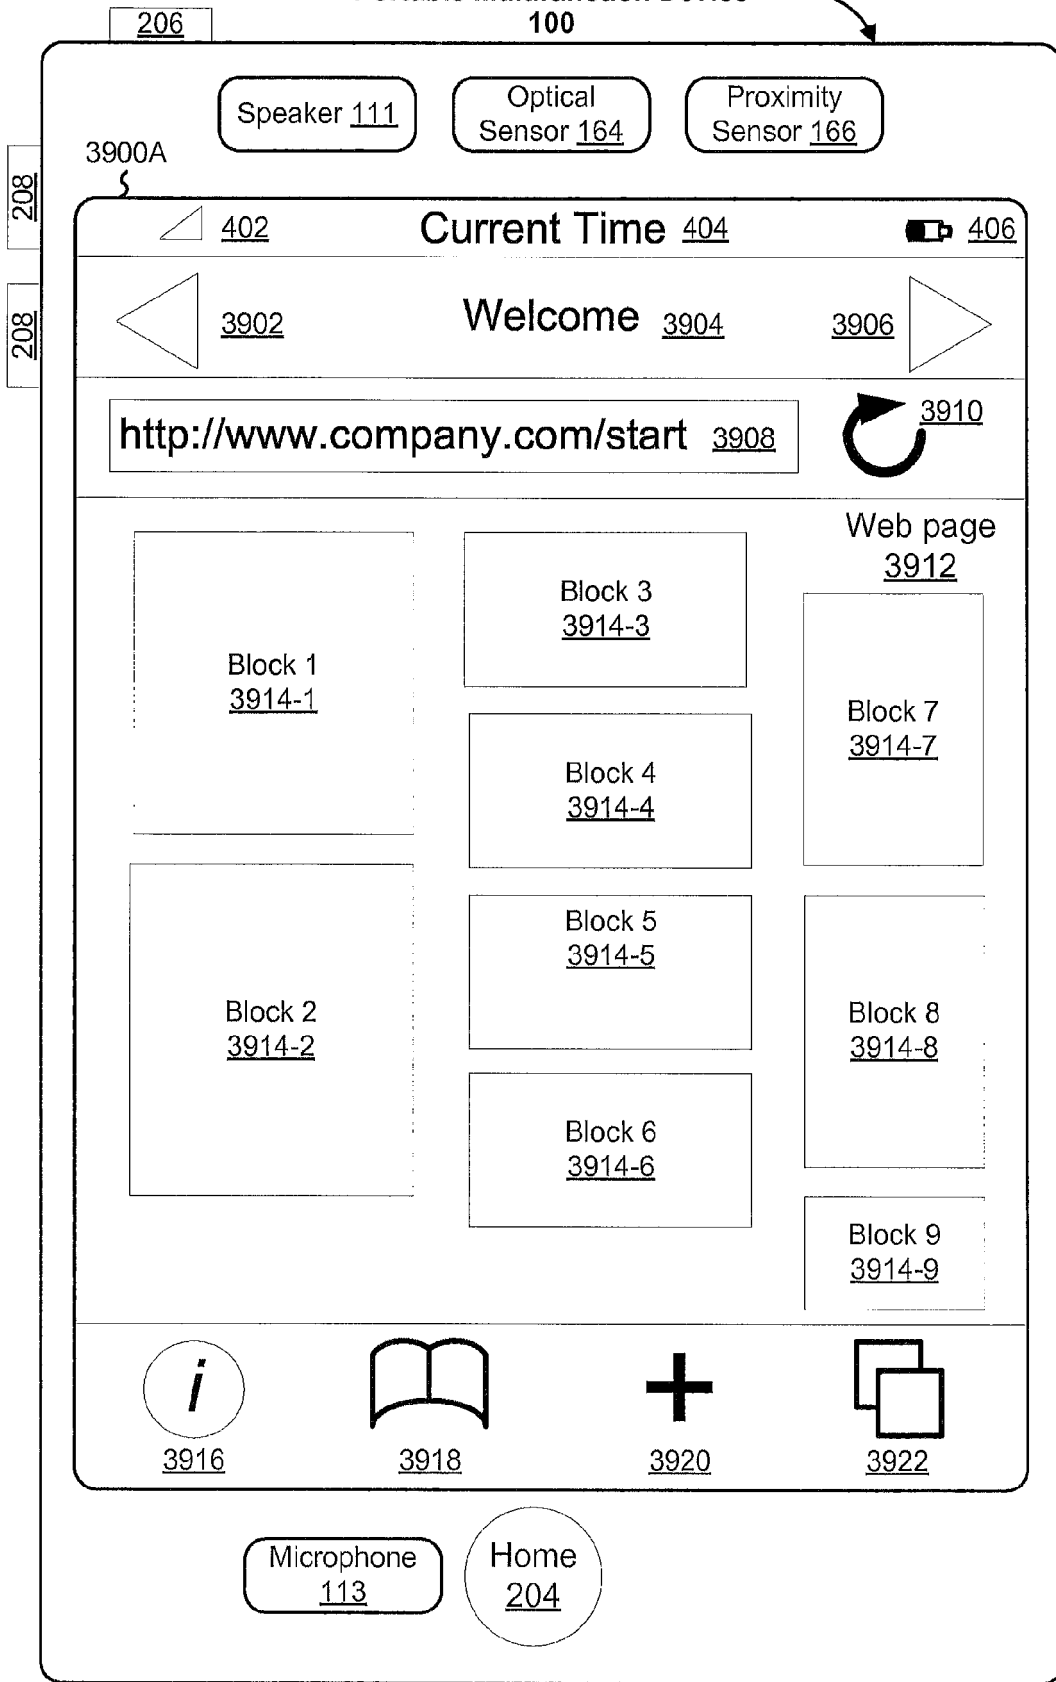 100
206
Speaker 111
Optical
Sensor 164
Proximity
Sensor 166
3900A
208
208
402
Current Time 404
406
3902
Welcome 3904
3906
http://www.company.com/start 3908
3910
Web page
3912
Block 1
3914-1
Block 2
3914-2
Block 3
3914-3
Block 4
3914-4
Block 5
3914-5
Block 6
3914-6
Block 7
3914-7
Block 8
3914-8
Block 9
3914-9
i
3916
3918
3920
3922
Microphone
113
Home
204